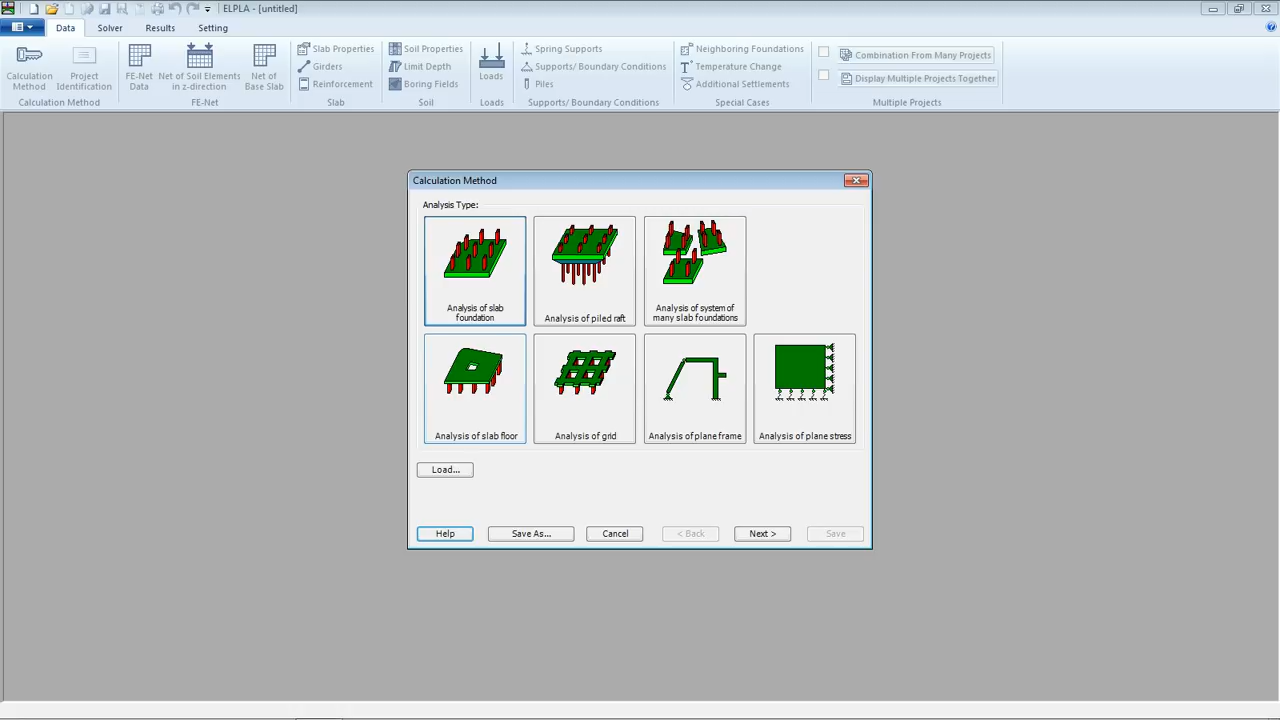 ELPLA - [untitled]
Data Solver Results Setting
Calculation Method
Project Identification
Calculation Method
FE-Net Data
Net of Soil Elements in z-direction
Net of Base Slab
FE-Net
Slab Properties
Girders
Reinforcement
Slab
Soil Properties
Limit Depth
Boring Fields
Soil
Loads
Loads
Spring Supports
Supports/ Boundary Conditions
Piles
Supports/ Boundary Conditions
Neighboring Foundations
Temperature Change
Additional Settlements
Special Cases
Combination From Many Projects
Display Multiple Projects Together
Multiple Projects
Calculation Method
Analysis Type:
Analysis of slab
foundation
Analysis of piled raft
Analysis of system of
many slab foundations
Analysis of slab floor
Analysis of grid
Analysis of plane frame
Analysis of plane stress
Load...
Help Save As... Cancel < Back Next > Save